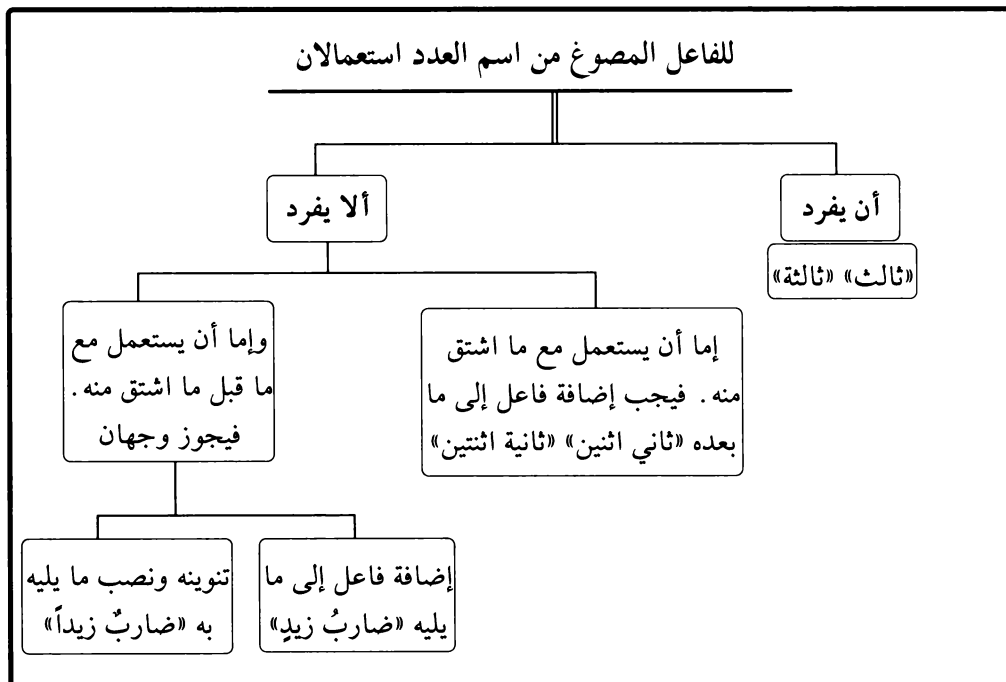 للفاعل المصوغ من اسم العدد استعمالان
أن يفرد
«ثالث» «ثالثة»
ألا يفرد
إما أن يستعمل مع ما اشتق
منه. فيجب إضافة فاعل إلى ما
بعده «ثاني اثنين» «ثانية اثنتين»
وإما أن يستعمل مع
ما قبل ما اشتق منه.
فيجوز وجهان
إضافة فاعل إلى ما
يليه «ضاربُ زيدٍ»
تنوينه ونصب ما يليه
به «ضاربٌ زيداً»